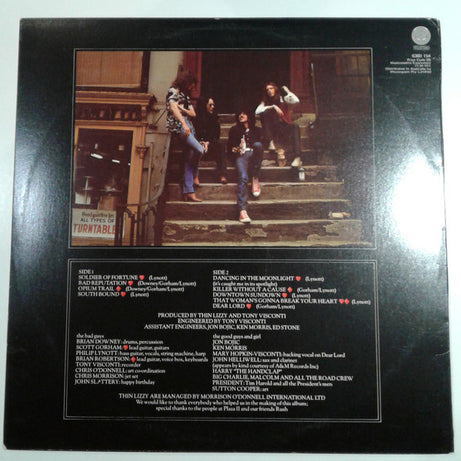 6360 154
ALL TYPES OF
TURNTABLE
SIDE 1
SOLDIER OF FORTUNE (Lynott)
BAD REPUTATION (Downey/Gorham/Lynott)
OPIUM TRAIL (Downey/Gorham/Lynott)
SOUTH BOUND (Lynott)
SIDE 2
DANCING IN THE MOONLIGHT (Lynott)
(it's caught me in its spotlight)
KILLER WITHOUT A CAUSE (Gorham/Lynott)
DOWNTOWN SUNDOWN (Lynott)
THAT WOMAN'S GONNA BREAK YOUR HEART (Lynott)
DEAR LORD (Gorham/Lynott)
PRODUCED BY THIN LIZZY AND TONY VISCONTI
ENGINEERED BY TONY VISCONTI
ASSISTANT ENGINEERS, JON BOJIC, KEN MORRIS, ED STONE
the bad guys
BRIAN DOWNEY: drums, percussion
SCOTT GORHAM: lead guitar, guitars
PHILIP LYNOTT: bass guitar, vocals, string machine, harp
BRIAN ROBERTSON: lead guitar, voice box, keyboards
TONY VISCONTI: recorder
CHRIS O'DONNELL: art co-ordination
CHRIS MORRISON: jet set
JOHN SLATTERY: happy birthday
the good guys and girl
JON BOJIC
KEN MORRIS
MARY HOPKIN-VISCONTI: backing vocal on Dear Lord
JOHN HELLIWELL: sax and clarinet
(appears by kind courtesy of A&M Records Inc)
HARRY "THE HANDCLAP"
BIG CHARLIE, MALCOLM AND ALL THE ROAD CREW
PRESIDENT: Tim Harold and all the President's men
SUTTON COOPER: art
THIN LIZZY ARE MANAGED BY MORRISON O'DONNELL INTERNATIONAL LTD
We would like to thank everybody who helped us in the making of this album;
special thanks to the people at Plaza II and our friends Rush